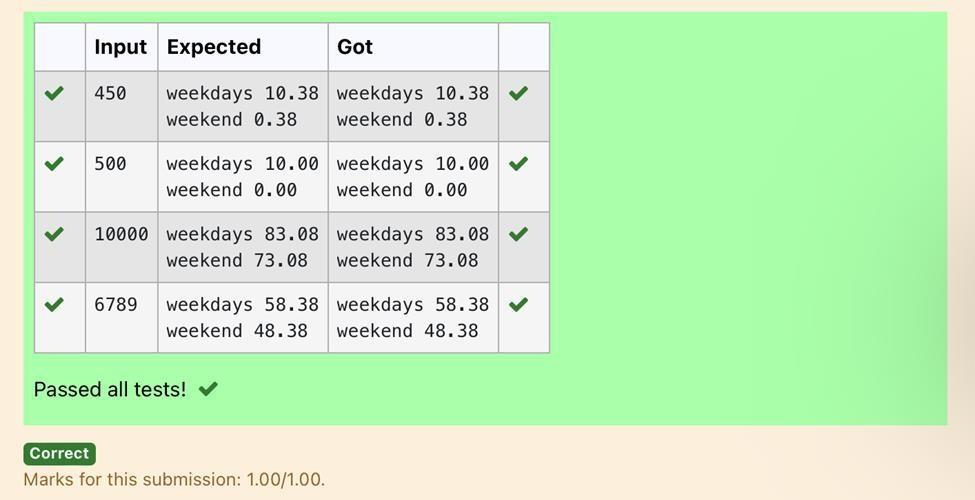 Input Expected Got
450 weekdays 10.38 weekdays 10.38
weekend 0.38 weekend 0.38
500 weekdays 10.00 weekdays 10.00
weekend 0.00 weekend 0.00
10000 weekdays 83.08 weekdays 83.08
weekend 73.08 weekend 73.08
6789 weekdays 58.38 weekdays 58.38
weekend 48.38 weekend 48.38
Passed all tests!
Correct
Marks for this submission: 1.00/1.00.